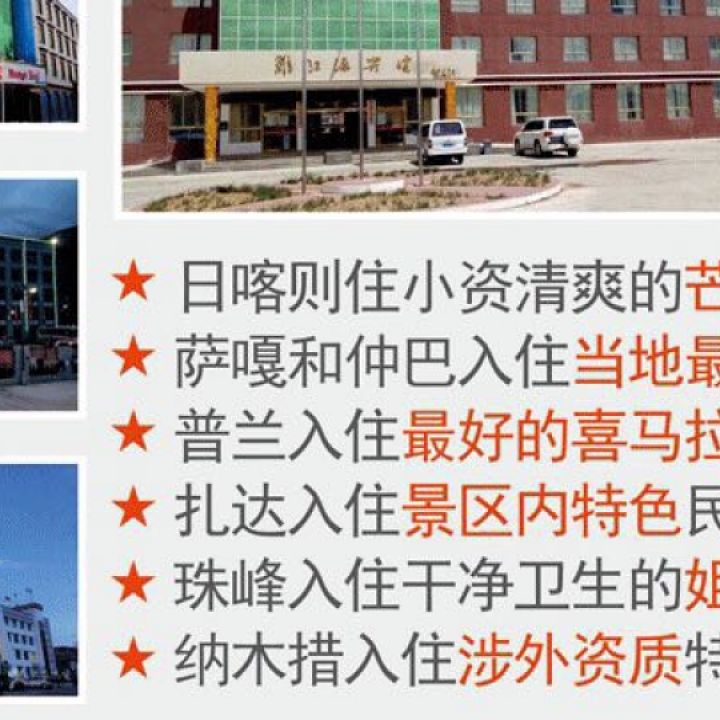 日喀则住小资清爽的芒
萨嘎和仲巴入住当地最
普兰入住最好的喜马拉
扎达入住景区内特色民
珠峰入住干净卫生的姐
纳木措入住涉外资质特